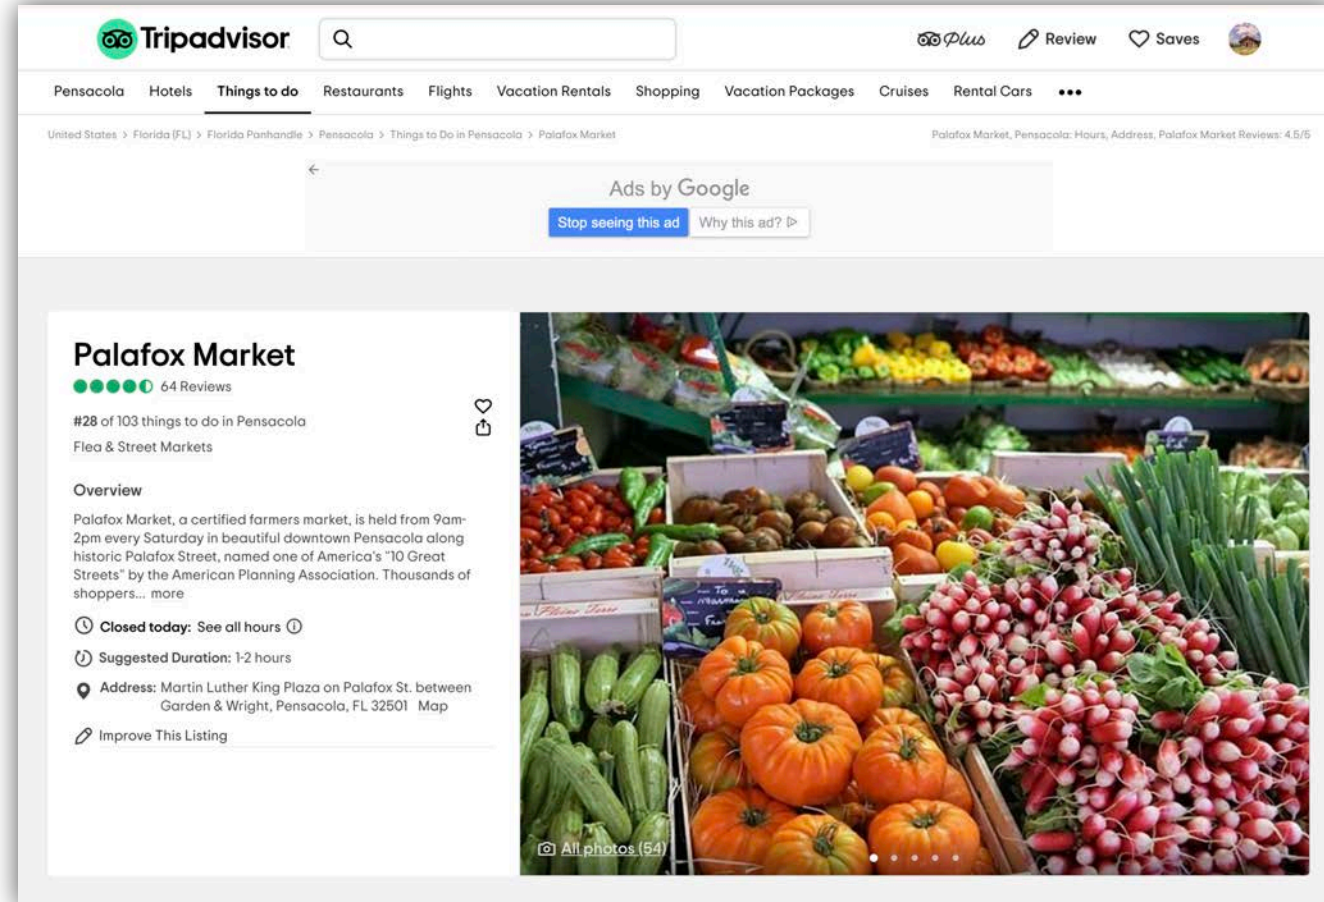 Tripadvisor
Plus
Review
Saves
Pensacola Hotels Things to do Restaurants Flights Vacation Rentals Shopping Vacation Packages Cruises Rental Cars •••
United States > Florida (FL) > Florida Panhandle > Pensacola > Things to Do in Pensacola > Palafox Market
Palafox Market, Pensacola: Hours, Address, Palafox Market Reviews: 4.5/5
Ads by Google
Stop seeing this ad
Why this ad?
Palafox Market
64 Reviews
#28 of 103 things to do in Pensacola
Flea & Street Markets
Overview
Palafox Market, a certified farmers market, is held from 9am-
2pm every Saturday in beautiful downtown Pensacola along
historic Palafox Street, named one of America's "10 Great
Streets" by the American Planning Association. Thousands of
shoppers... more
Closed today: See all hours
Suggested Duration: 1-2 hours
Address: Martin Luther King Plaza on Palafox St. between
Garden & Wright, Pensacola, FL 32501 Map
Improve This Listing
Pleine Terre
All photos (54)